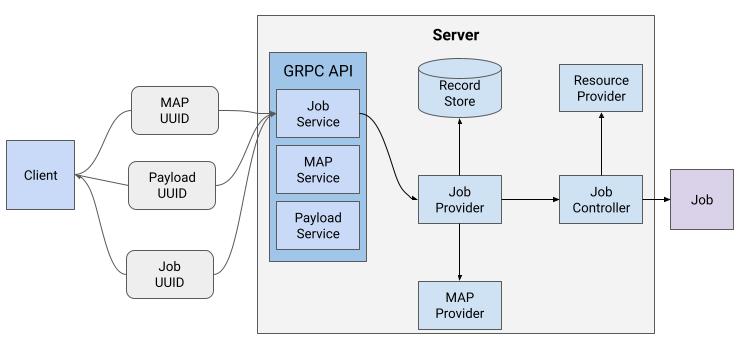 Server
GRPC API
Job
Service
MAP
Service
Payload
Service
Client
MAP
UUID
Payload
UUID
Job
UUID
Record
Store
Resource
Provider
Job
Provider
Job
Controller
Job
MAP
Provider